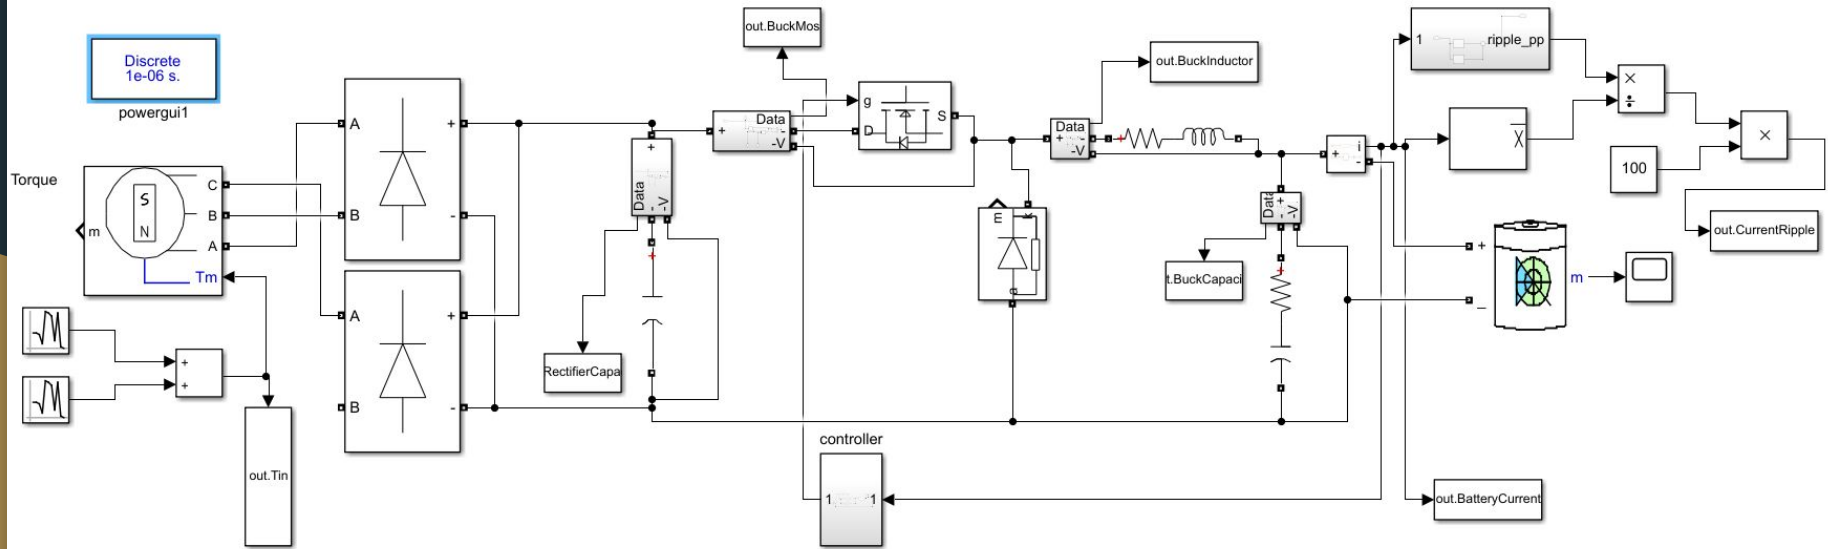 Discrete
1e-06 s.
powergui1
Torque
m
S
N
C
B
A
Tm
+
+
out.Tin
A
B
+
-
A
B
+
-
+
Data
-
-V
+
RectifierCapa
out.BuckMos
+
Data
-
-V
g
D
S
m
k
a
out.BuckInductor
Data
+
-
-V
+
Data
+
-
-V
t.BuckCapaci
+
+
i
-
controller
1
1
1
ripple_pp
X
×
÷
100
×
out.CurrentRipple
+
_
m
out.BatteryCurrent